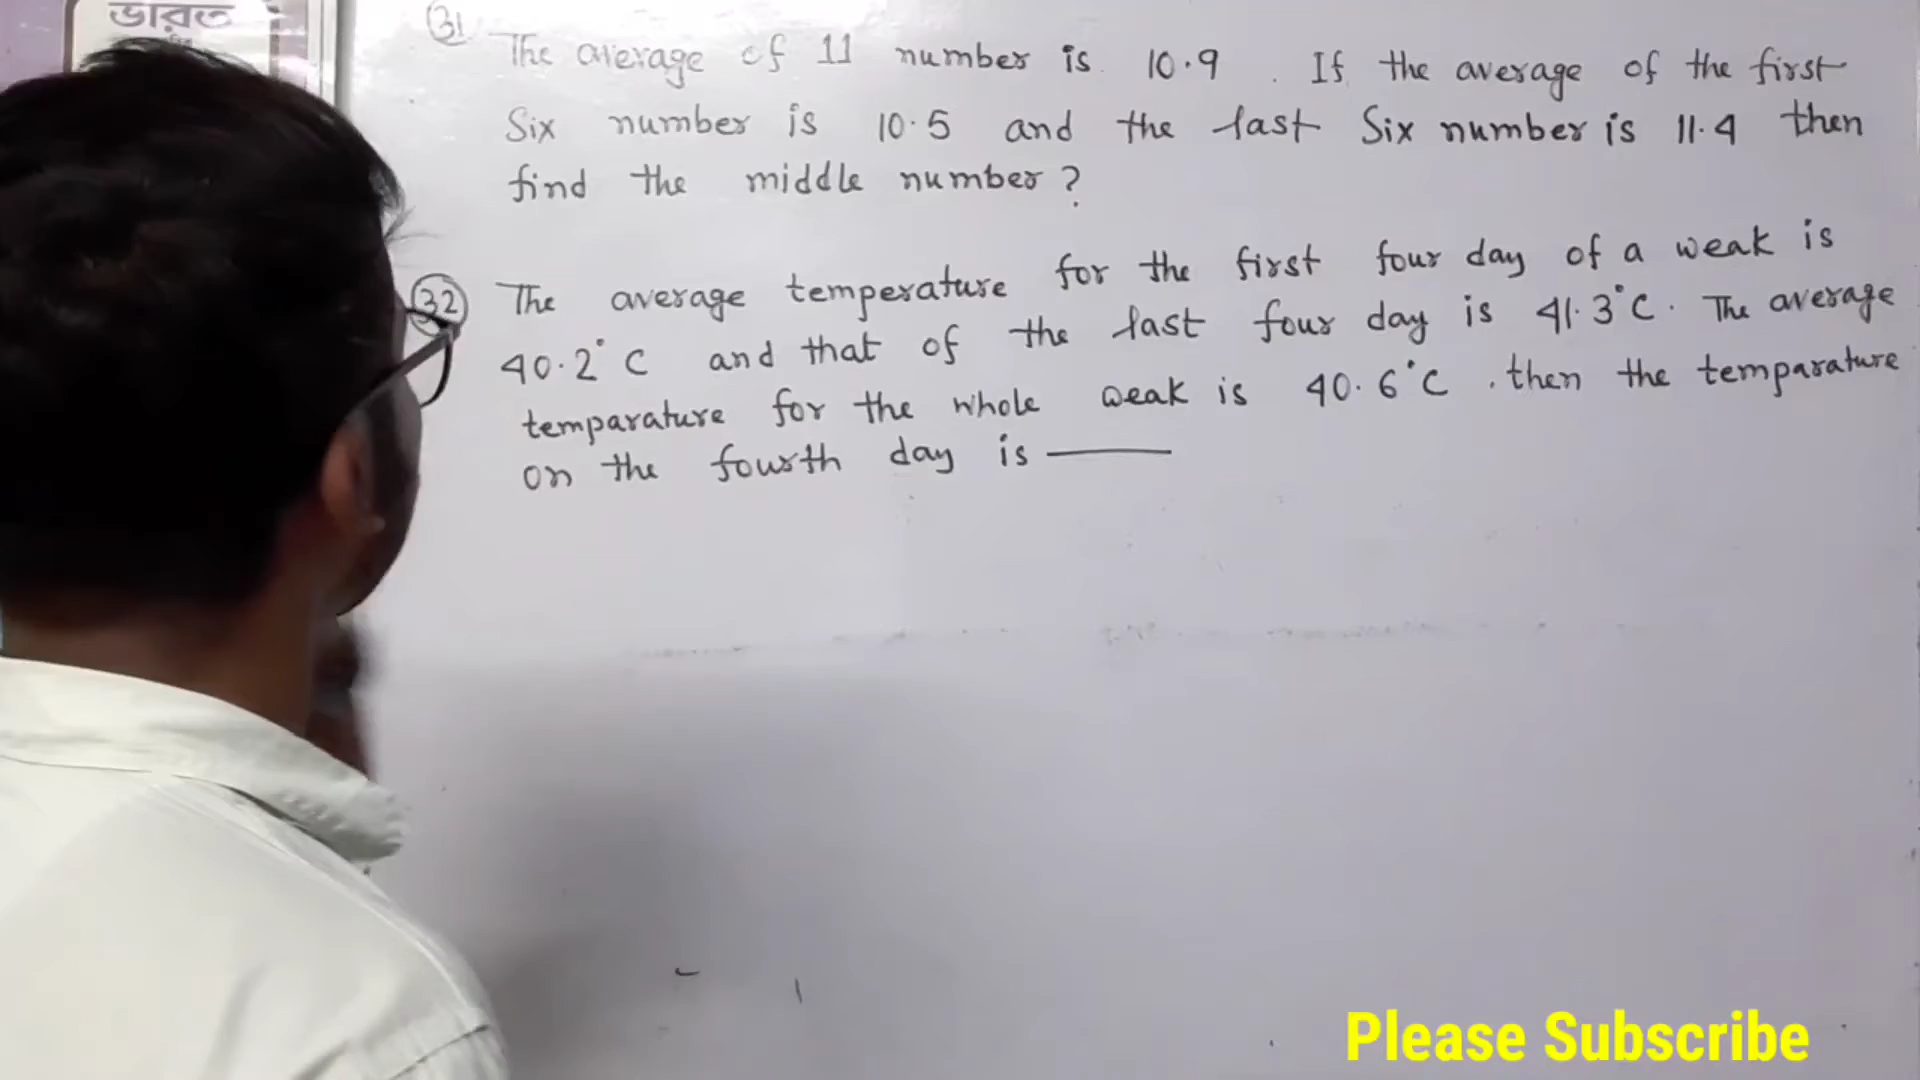 ভারত
31
The average of 11 number is 10.9 . If the average of the first
Six number is 10.5 and the last Six number is 11.4 then
find the middle number ?
32 The average temperature for the first four day of a weak is
40.2°C and that of the last four day is 41.3°C. The average
temparature for the whole weak is 40.6°C . then the temparature
on the fourth day is ———
Please Subscribe